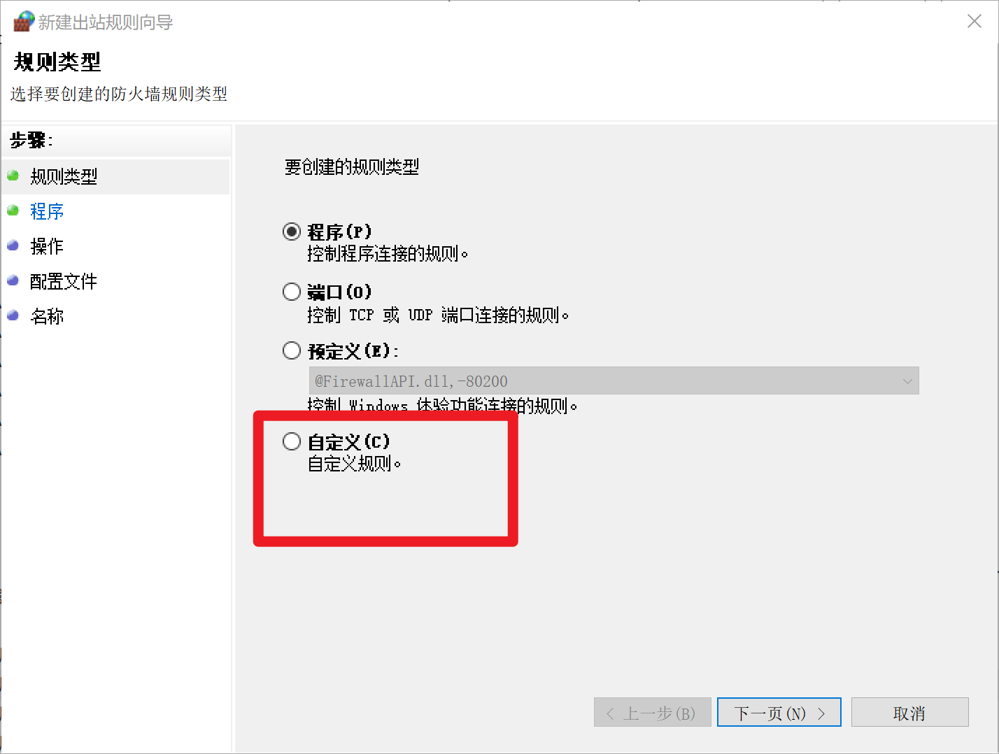 新建出站规则向导
规则类型
选择要创建的防火墙规则类型
步骤:
规则类型
程序
操作
配置文件
名称
要创建的规则类型
程序(P)
控制程序连接的规则。
端口(O)
控制 TCP 或 UDP 端口连接的规则。
预定义(E):
@FirewallAPI.dll,-80200
控制 Windows 体验功能连接的规则。
自定义(C)
自定义规则。
< 上一步(B)
下一页(N) >
取消